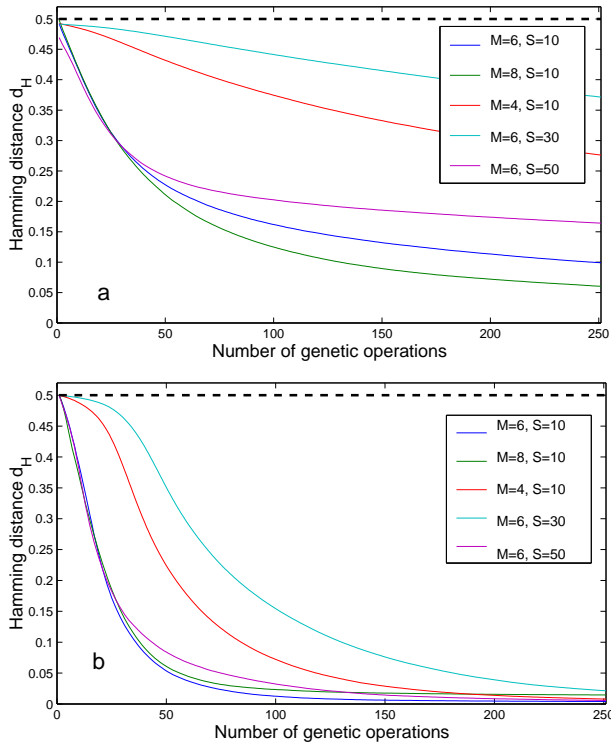 0.5
0.45
0.4
0.35
0.3
0.25
0.2
0.15
0.1
0.05
0
Hamming distance d_H
M=6, S=10
M=8, S=10
M=4, S=10
M=6, S=30
M=6, S=50
a
0 50 100 150 200 250
Number of genetic operations
0.5
0.45
0.4
0.35
0.3
0.25
0.2
0.15
0.1
0.05
0
Hamming distance d_H
M=6, S=10
M=8, S=10
M=4, S=10
M=6, S=30
M=6, S=50
b
0 50 100 150 200 250
Number of genetic operations